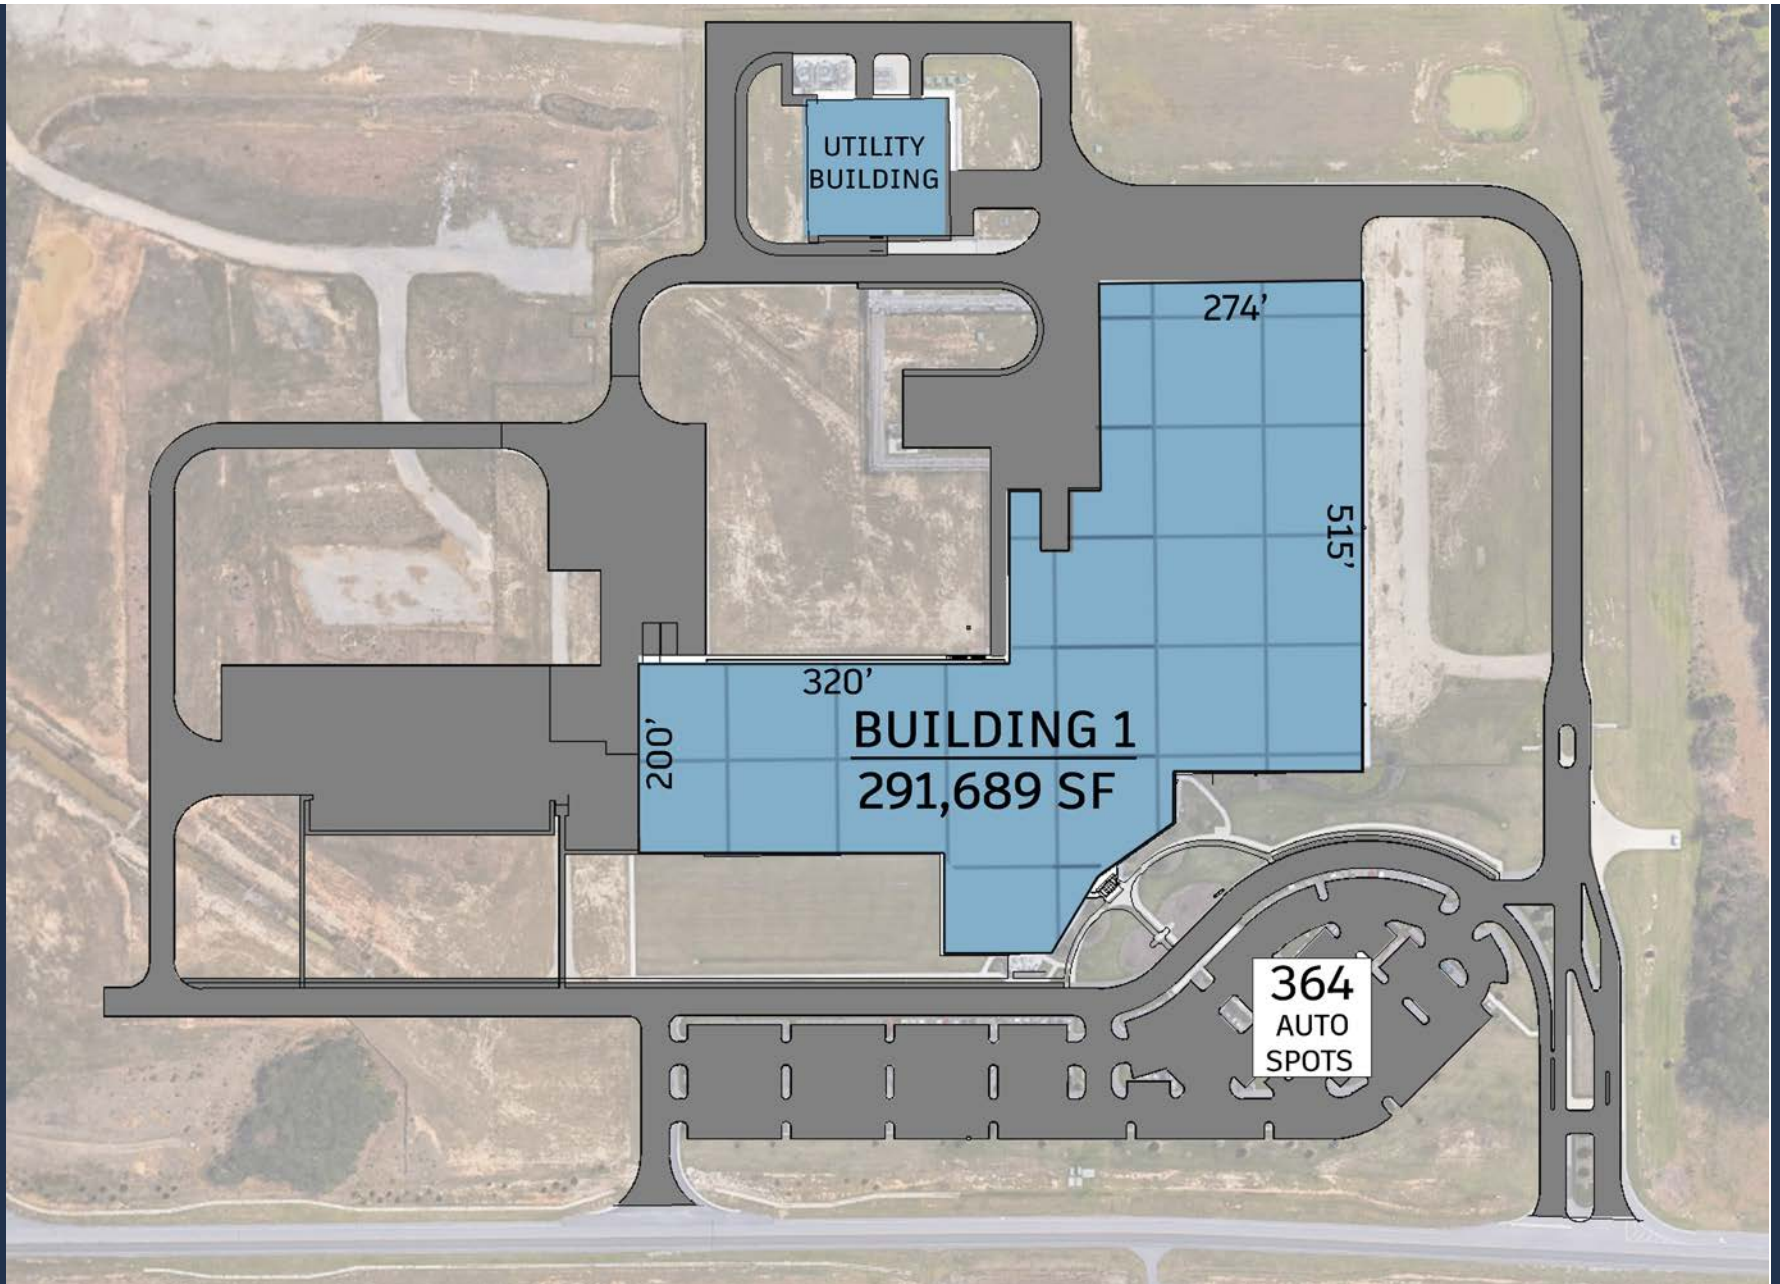 UTILITY
BUILDING
274’
515’
320’
200’
BUILDING 1
291,689 SF
364
AUTO
SPOTS